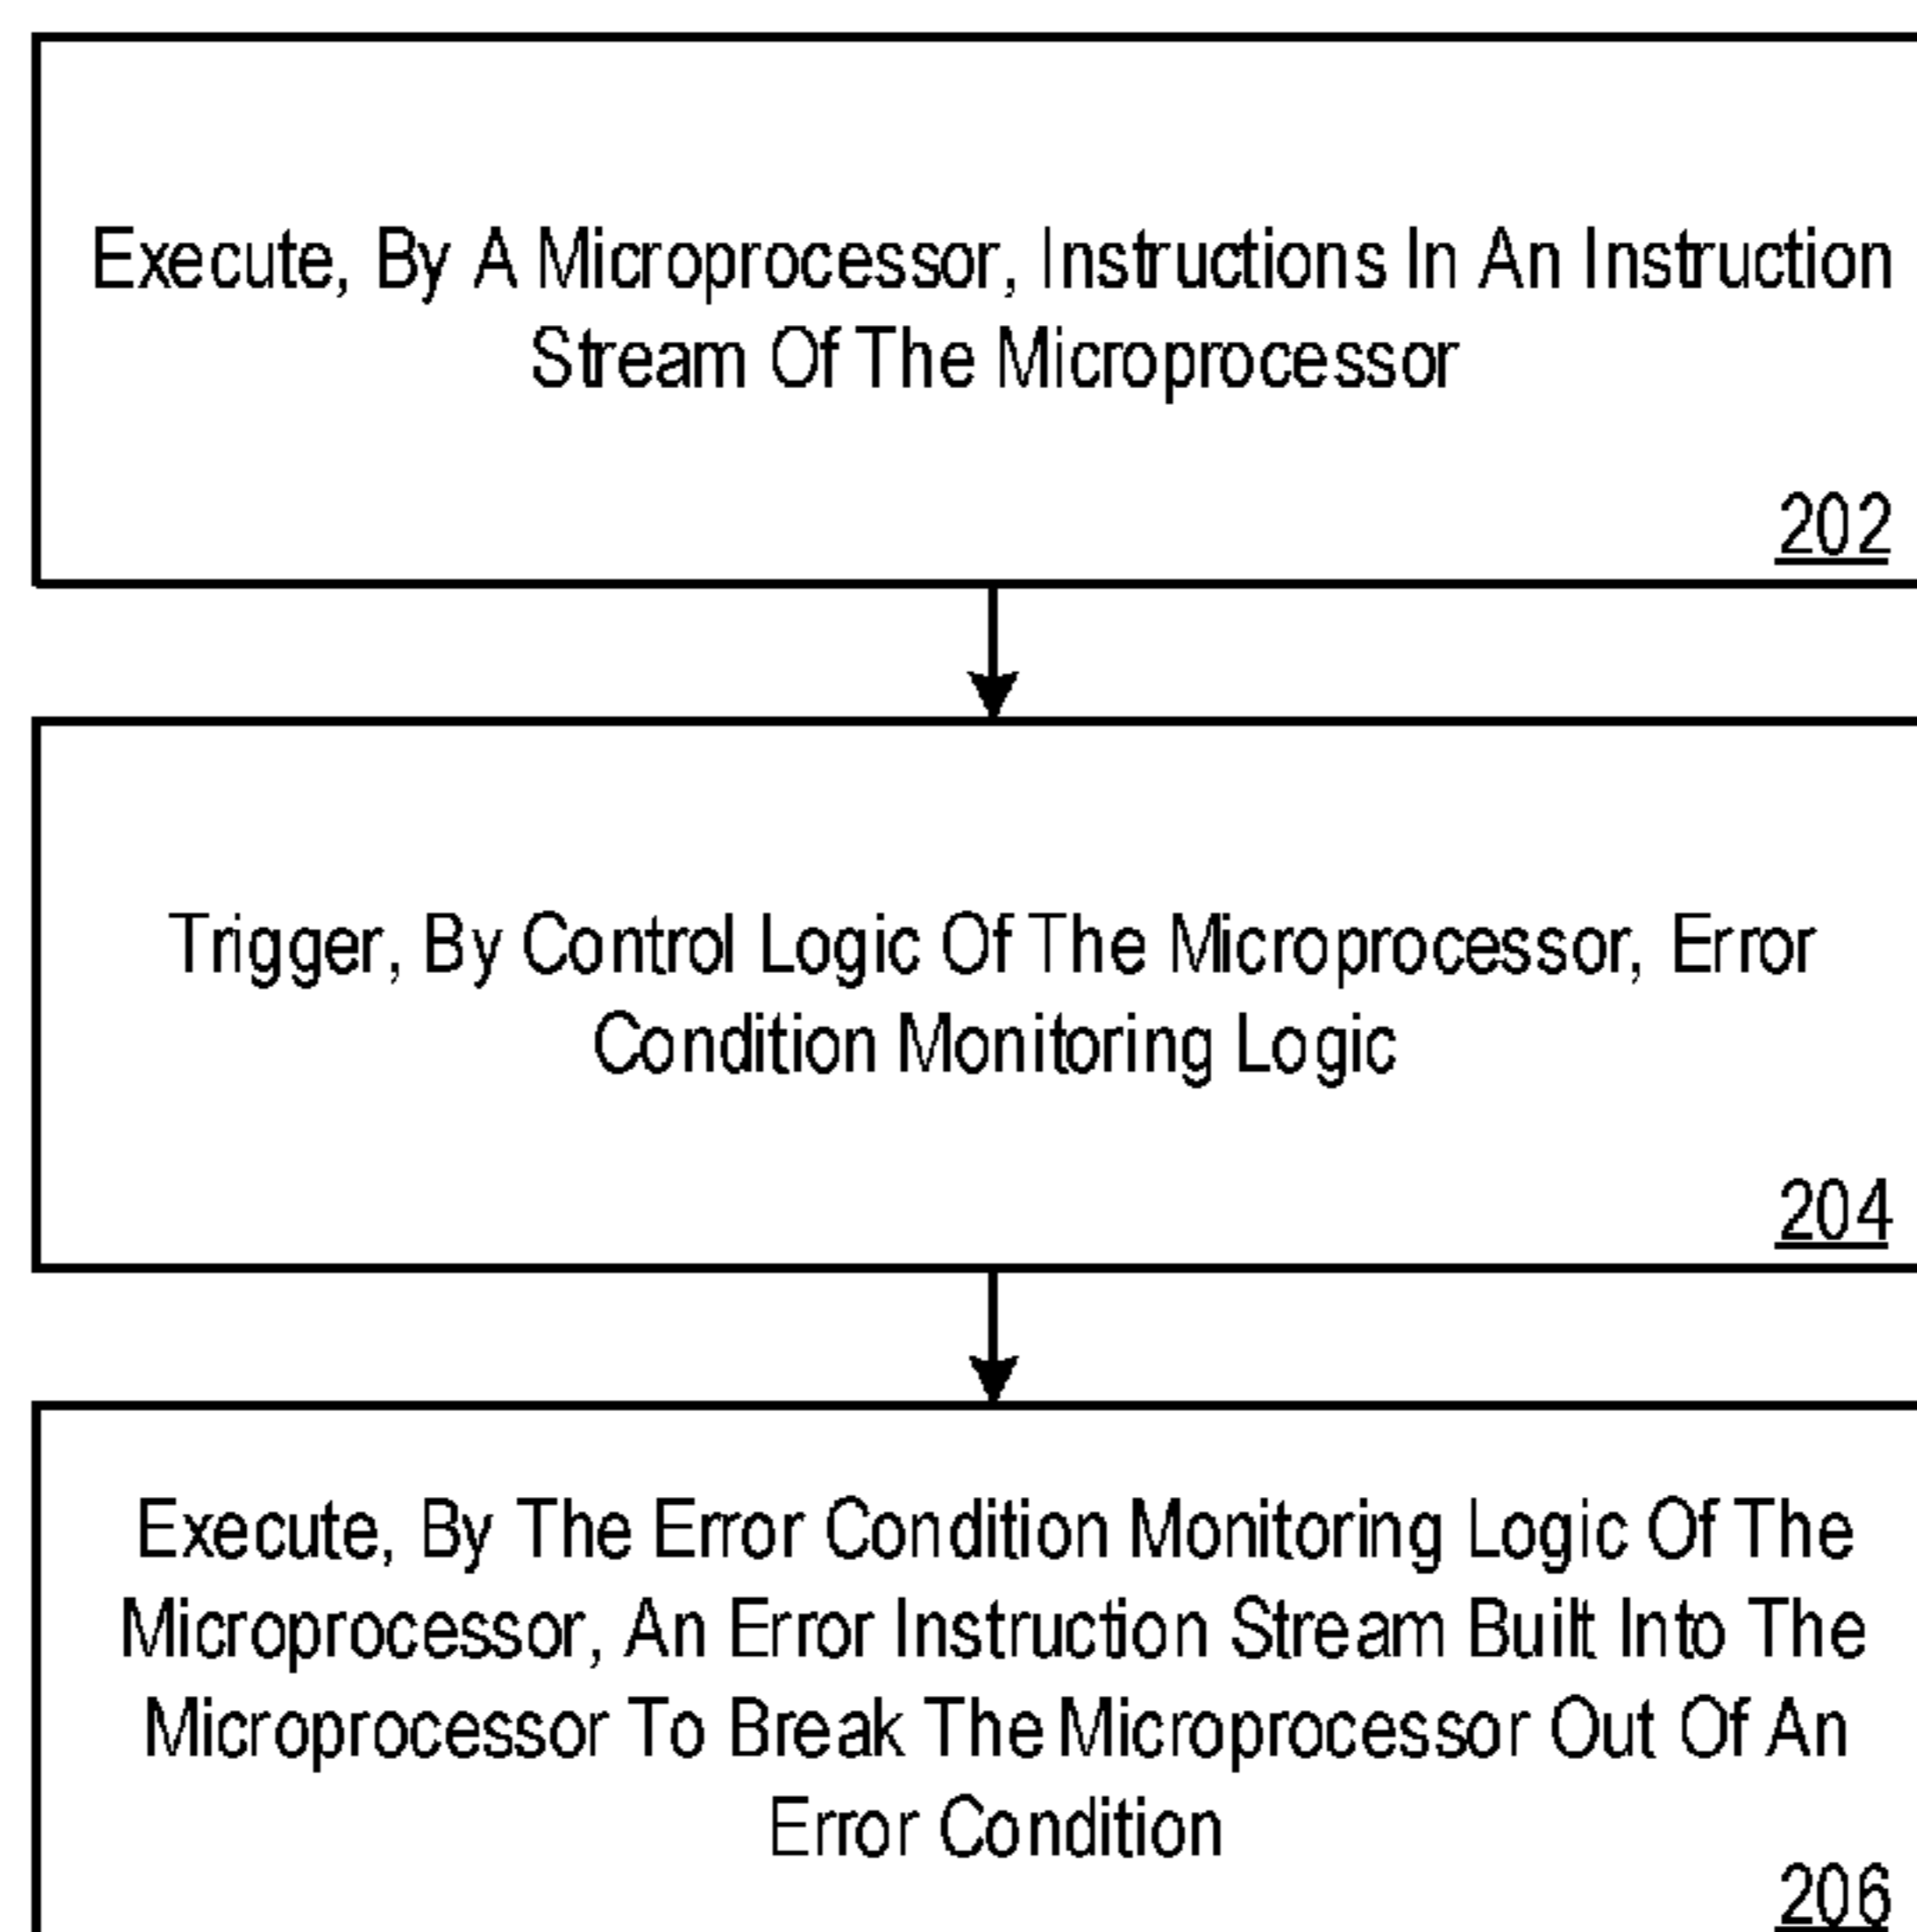 Execute, By A Microprocessor, Instructions In An Instruction
Stream Of The Microprocessor
202
Trigger, By Control Logic Of The Microprocessor, Error
Condition Monitoring Logic
204
Execute, By The Error Condition Monitoring Logic Of The
Microprocessor, An Error Instruction Stream Built Into The
Microprocessor To Break The Microprocessor Out Of An
Error Condition
206